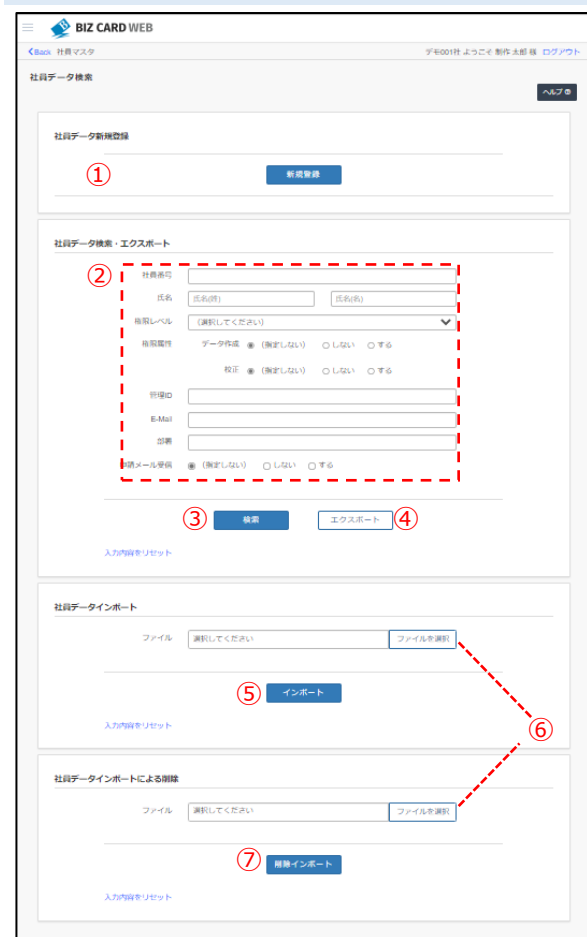 BIZ CARD WEB
Back 社員マスタ デモ001社 ようこそ 制作 太郎 様 ログアウト
社員データ検索
ヘルプ
社員データ新規登録
① 新規登録
社員データ検索・エクスポート
② 社員番号
氏名 氏名(姓) 氏名(名)
権限レベル (選択してください)
権限属性 データ作成 (指定しない) しない する
校正 (指定しない) しない する
管理ID
E-Mail
部署
申請メール受信 (指定しない) しない する
③ 検索 エクスポート ④
入力内容をリセット
社員データインポート
ファイル 選択してください ファイルを選択
⑤ インポート
⑥
入力内容をリセット
社員データインポートによる削除
ファイル 選択してください ファイルを選択
⑦ 削除インポート
入力内容をリセット